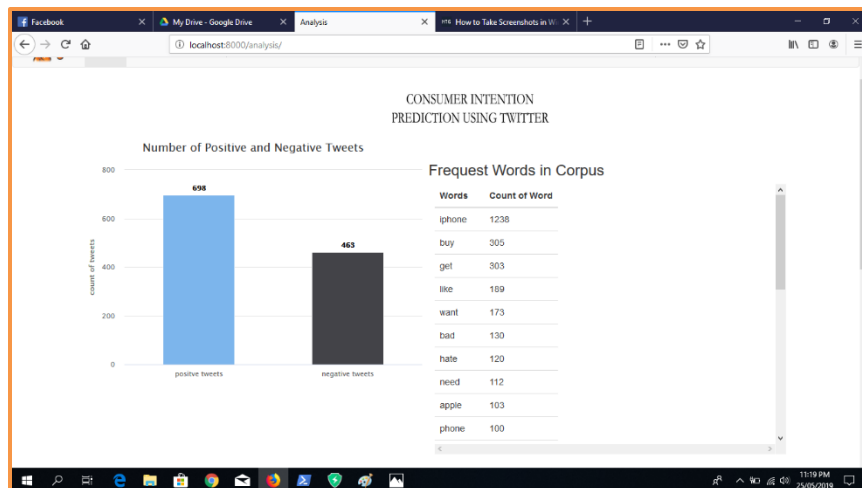 Facebook
My Drive - Google Drive
Analysis
How to Take Screenshots in Wi
localhost:8000/analysis/
CONSUMER INTENTION
PREDICTION USING TWITTER
Number of Positive and Negative Tweets
800
600
400
200
0
count of tweets
698
463
positve tweets
negative tweets
Frequest Words in Corpus
Words Count of Word
iphone 1238
buy 305
get 303
like 189
want 173
bad 130
hate 120
need 112
apple 103
phone 100
11:19 PM
25/05/2019